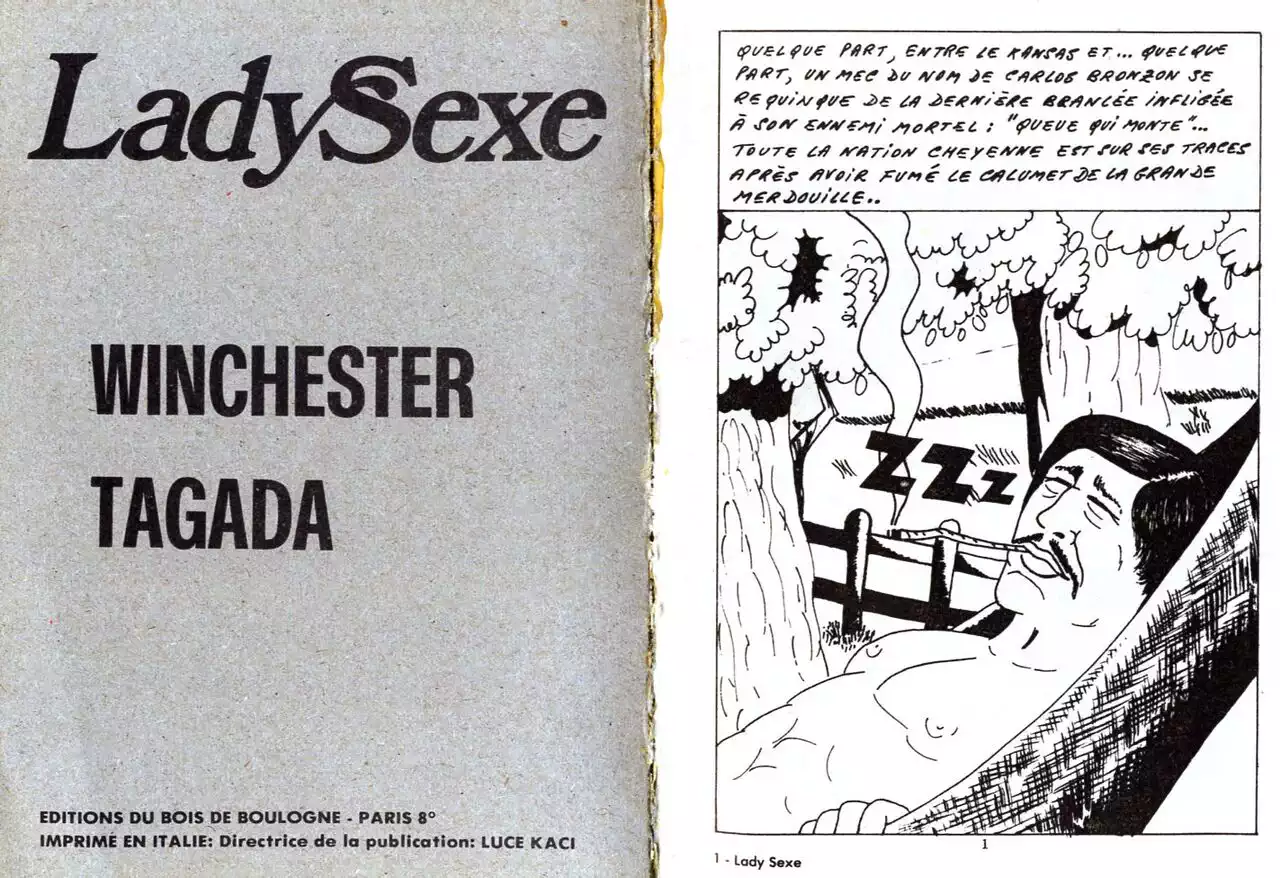 LadySexe
WINCHESTER
TAGADA
EDITIONS DU BOIS DE BOULOGNE - PARIS 8°
IMPRIMÉ EN ITALIE: Directrice de la publication: LUCE KACI
QUELQUE PART, ENTRE LE KANSAS ET... QUELQUE
PART, UN MEC DU NOM DE CARLOS BRONZON SE
REQUINQUE DE LA DERNIÈRE BRANLÉE INFLIGÉE
À SON ENNEMI MORTEL : "QUEUE QUI MONTE"...
TOUTE LA NATION CHEYENNE EST SUR SES TRACES
APRÈS AVOIR FUMÉ LE CALUMET DE LA GRANDE
MERDOUILLE..
ZZZ
1
1 - Lady Sexe